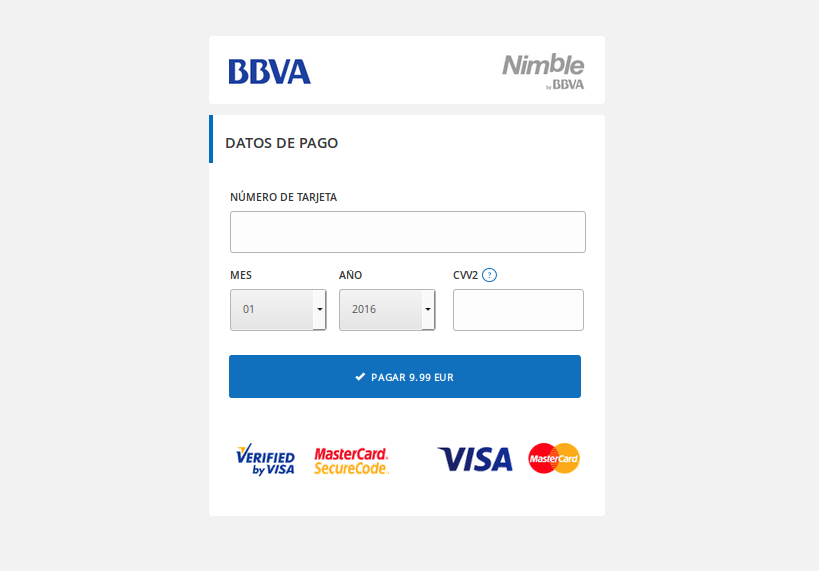 BBVA
Nimble
by BBVA
DATOS DE PAGO
NÚMERO DE TARJETA
MES AÑO CVV2 ?
01 2016
PAGAR 9.99 EUR
VERIFIED
by VISA
MasterCard.
SecureCode.
VISA
MasterCard